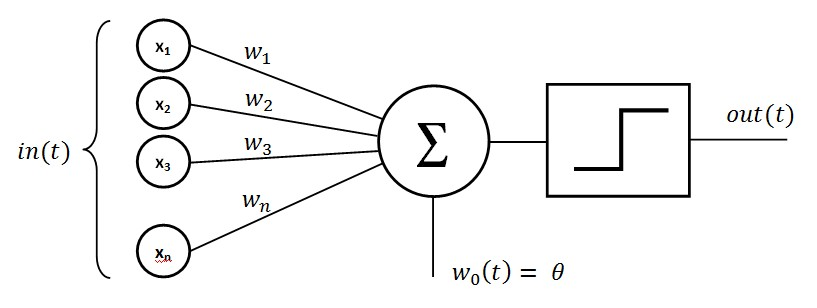 x₁
w₁
x₂
w₂
out(t)
in(t)
x₃
w₃
Σ
wₙ
xₙ
w₀(t) = θ